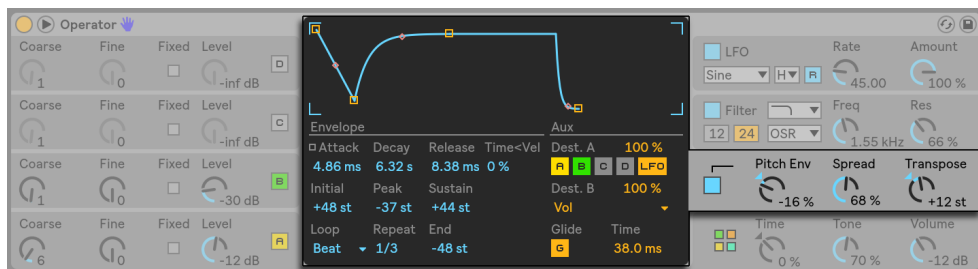 Operator
Coarse Fine Fixed Level
1 0 -inf dB D
Coarse Fine Fixed Level
1 0 -inf dB C
Coarse Fine Fixed Level
1 0 -30 dB B
Coarse Fine Fixed Level
6 0 -12 dB A
Envelope
Attack Decay Release Time<Vel
4.86 ms 6.32 s 8.38 ms 0 %
Initial Peak Sustain
+48 st -37 st +44 st
Loop Repeat End
Beat 1/3 -48 st
Aux
Dest. A 100 %
A B C D LFO
Dest. B 100 %
Vol
Glide Time
G 38.0 ms
LFO Rate Amount
Sine H R 45.00 100 %
Filter Freq Res
12 24 OSR 1.55 kHz 66 %
Pitch Env Spread Transpose
-16 % 68 % +12 st
Time Tone Volume
0 % 70 % -12 dB